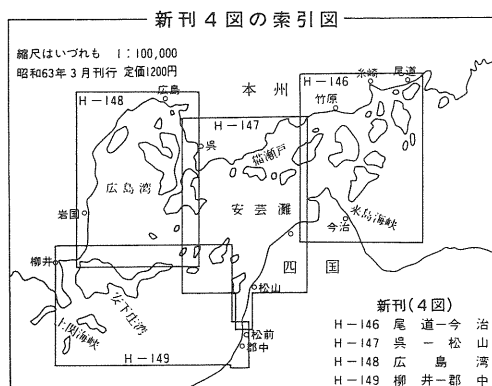 新刊４図の索引図
縮尺はいづれも　1：100,000
昭和63年３月刊行　定価1200円
H－148
広島
本州
H－146
糸崎
尾道
竹原
H－147
呉
猫瀬戸
広島湾
安芸灘
来島海峡
岩国
今治
四国
柳井
安下庄湾
松山
上関海峡
松前
郡中
H－149
新刊(４図)
H－146　尾道－今治
H－147　呉－松山
H－148　広島湾
H－149　柳井－郡中